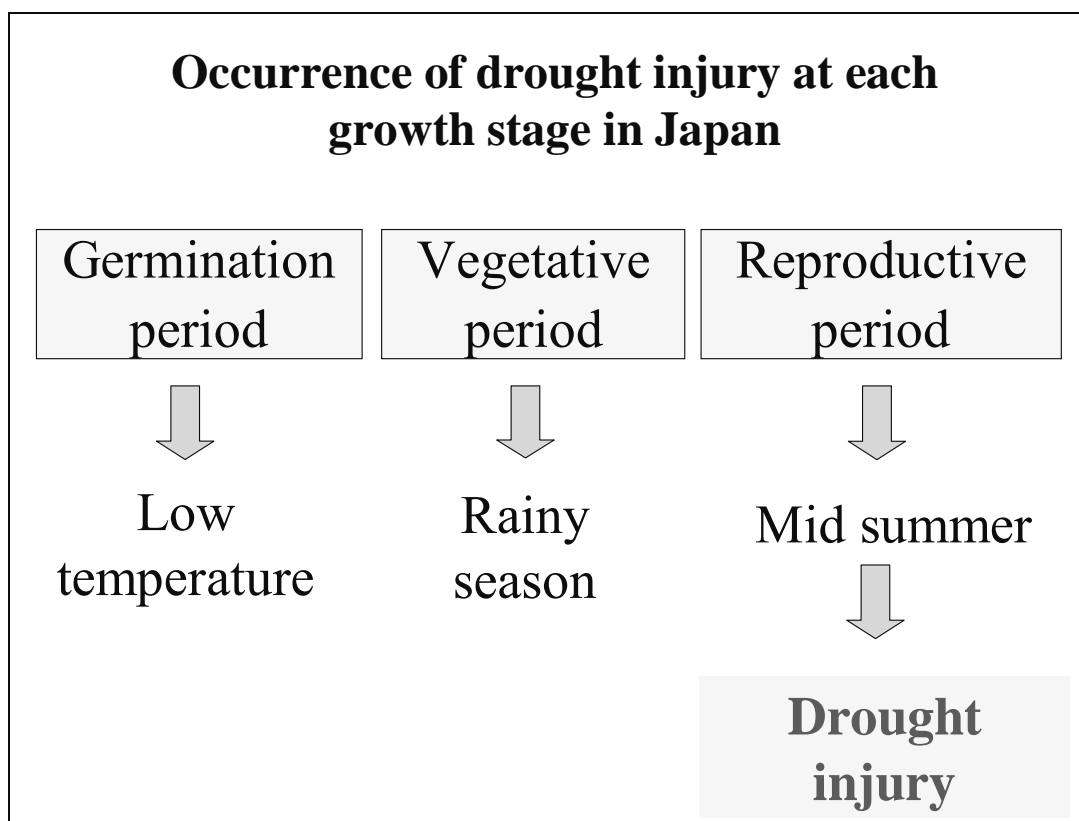 Occurrence of drought injury at each
growth stage in Japan
Germination
period
Vegetative
period
Reproductive
period
Low
temperature
Rainy
season
Mid summer
Drought
injury